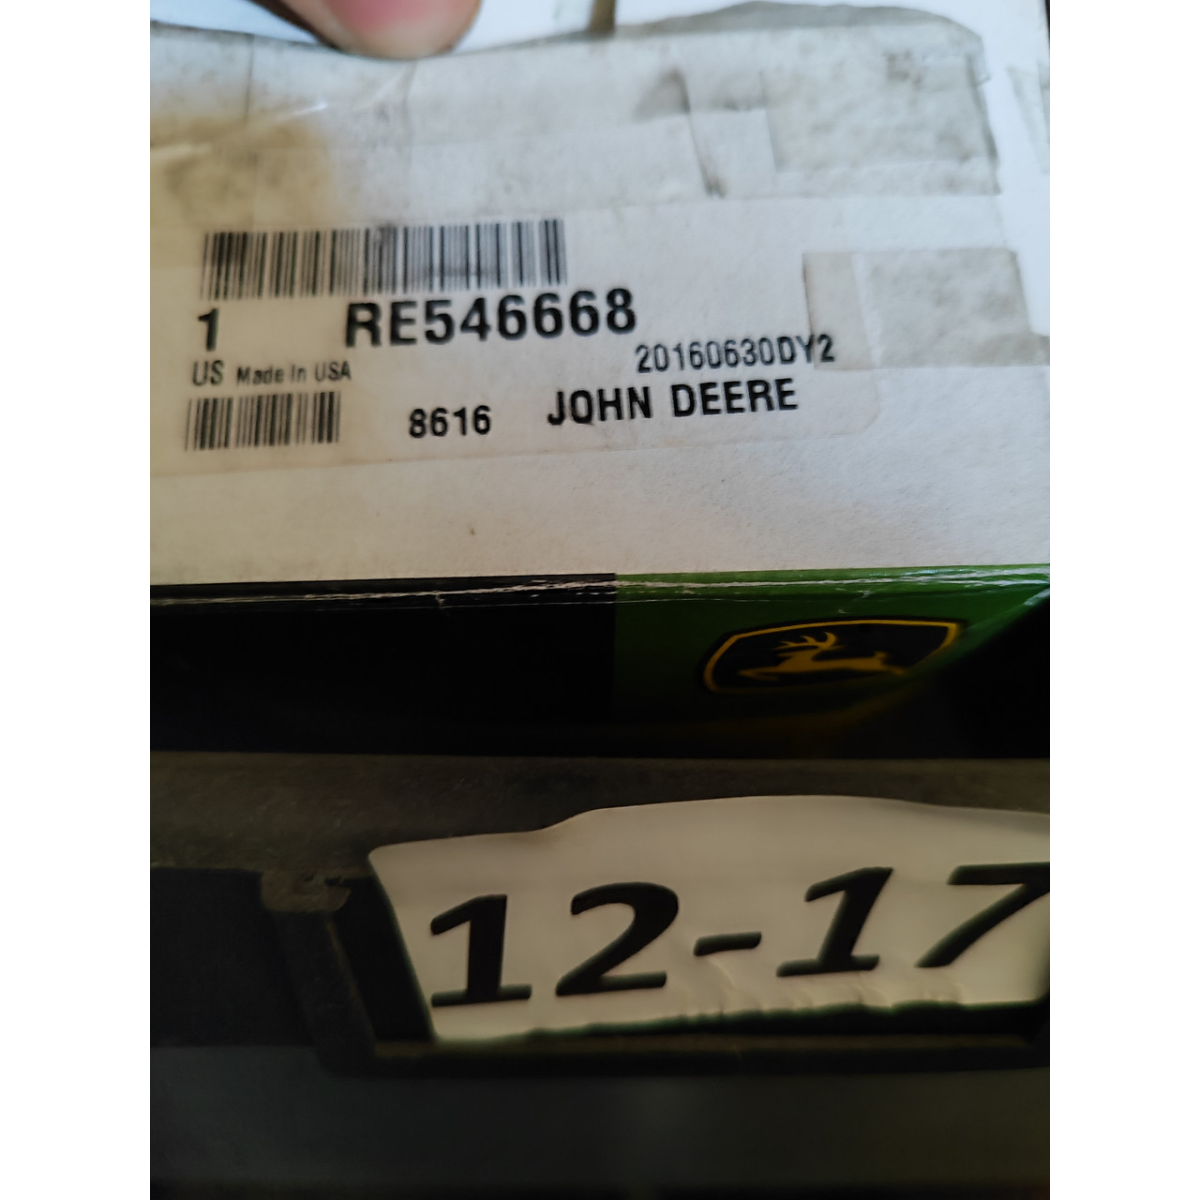 1 RE546668
20160630DY2
US Made In USA
8616 JOHN DEERE
12-17